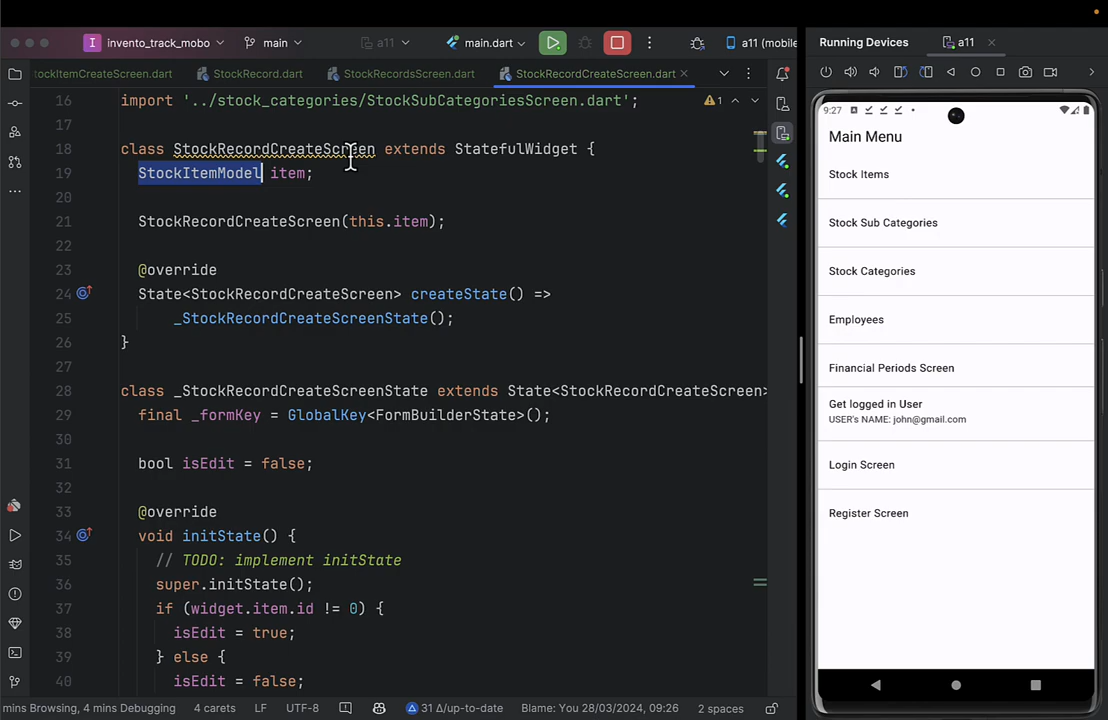 invento_track_mobo
main
a11
main.dart
a11 (mobile
tockItemCreateScreen.dart
StockRecord.dart
StockRecordsScreen.dart
StockRecordCreateScreen.dart
16 import '../stock_categories/StockSubCategoriesScreen.dart';
1
17
18 class StockRecordCreateScreen extends StatefulWidget {
19 StockItemModel item;
20
21 StockRecordCreateScreen(this.item);
22
23 @override
24 State<StockRecordCreateScreen> createState() =>
25 _StockRecordCreateScreenState();
26 }
27
28 class _StockRecordCreateScreenState extends State<StockRecordCreateScreen>
29 final _formKey = GlobalKey<FormBuilderState>();
30
31 bool isEdit = false;
32
33 @override
34 void initState() {
35 // TODO: implement initState
36 super.initState();
37 if (widget.item.id != 0) {
38 isEdit = true;
39 } else {
40 isEdit = false;
mins Browsing, 4 mins Debugging
4 carets
LF
UTF-8
31 Δ/up-to-date
Blame: You 28/03/2024, 09:26
2 spaces
Running Devices
a11
9:27
Main Menu
Stock Items
Stock Sub Categories
Stock Categories
Employees
Financial Periods Screen
Get logged in User
USER's NAME: john@gmail.com
Login Screen
Register Screen